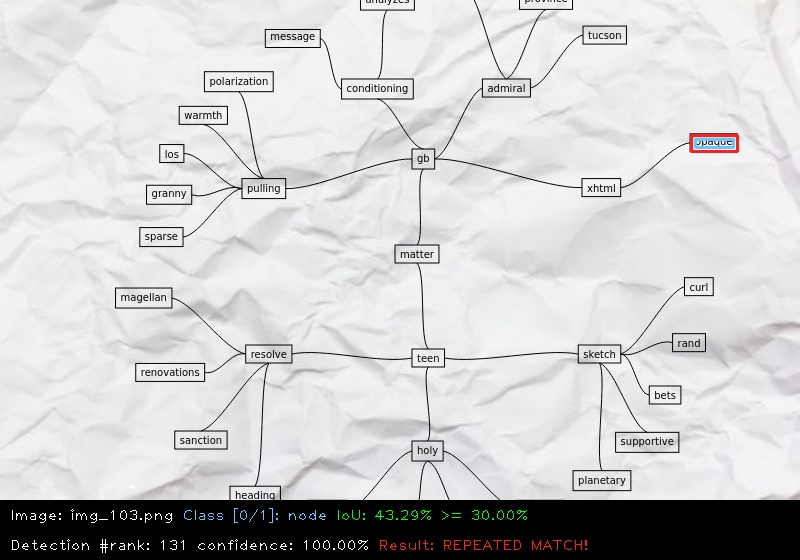 analyzes
province
message
tucson
polarization
conditioning
admiral
warmth
opaque
los
gb
pulling
xhtml
granny
sparse
matter
magellan
curl
rand
resolve
teen
sketch
renovations
bets
sanction
supportive
holy
planetary
heading
Image: img_103.png Class [0/1]: node IoU: 43.29% >= 30.00%
Detection #rank: 131 confidence: 100.00% Result: REPEATED MATCH!